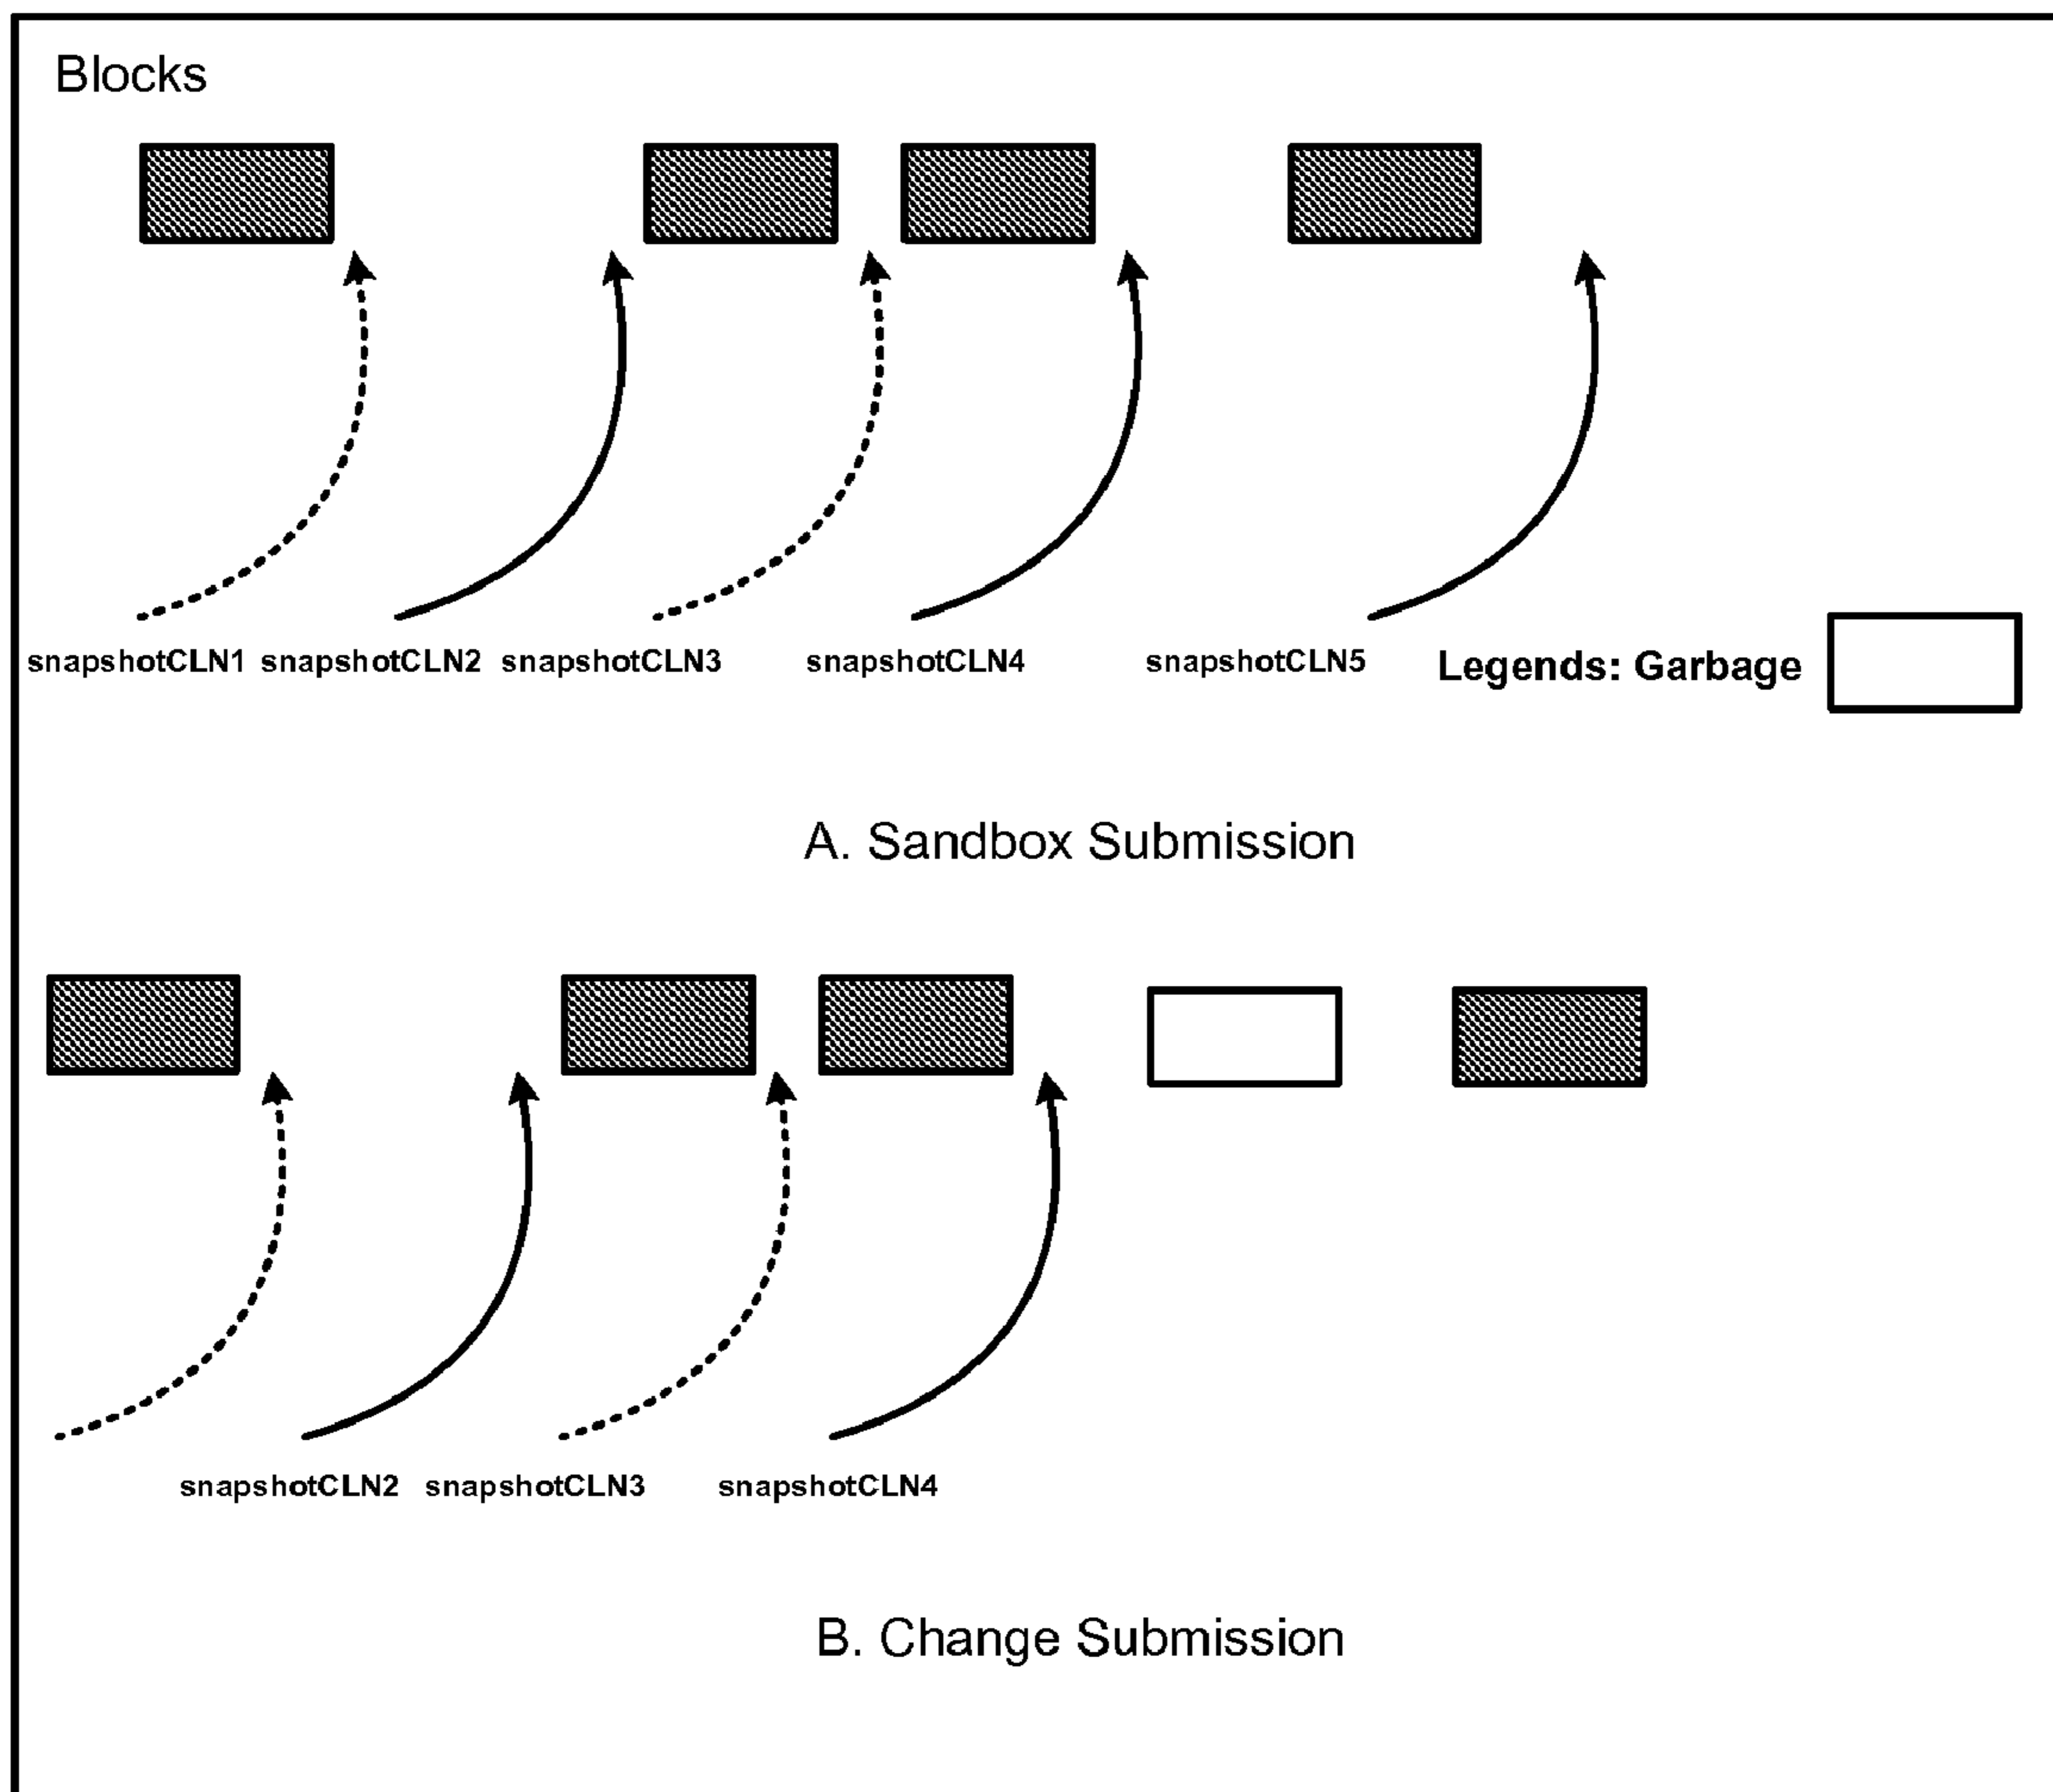 Blocks
snapshotCLN1 snapshotCLN2 snapshotCLN3 snapshotCLN4 snapshotCLN5 Legends: Garbage
A. Sandbox Submission
snapshotCLN2 snapshotCLN3 snapshotCLN4
B. Change Submission